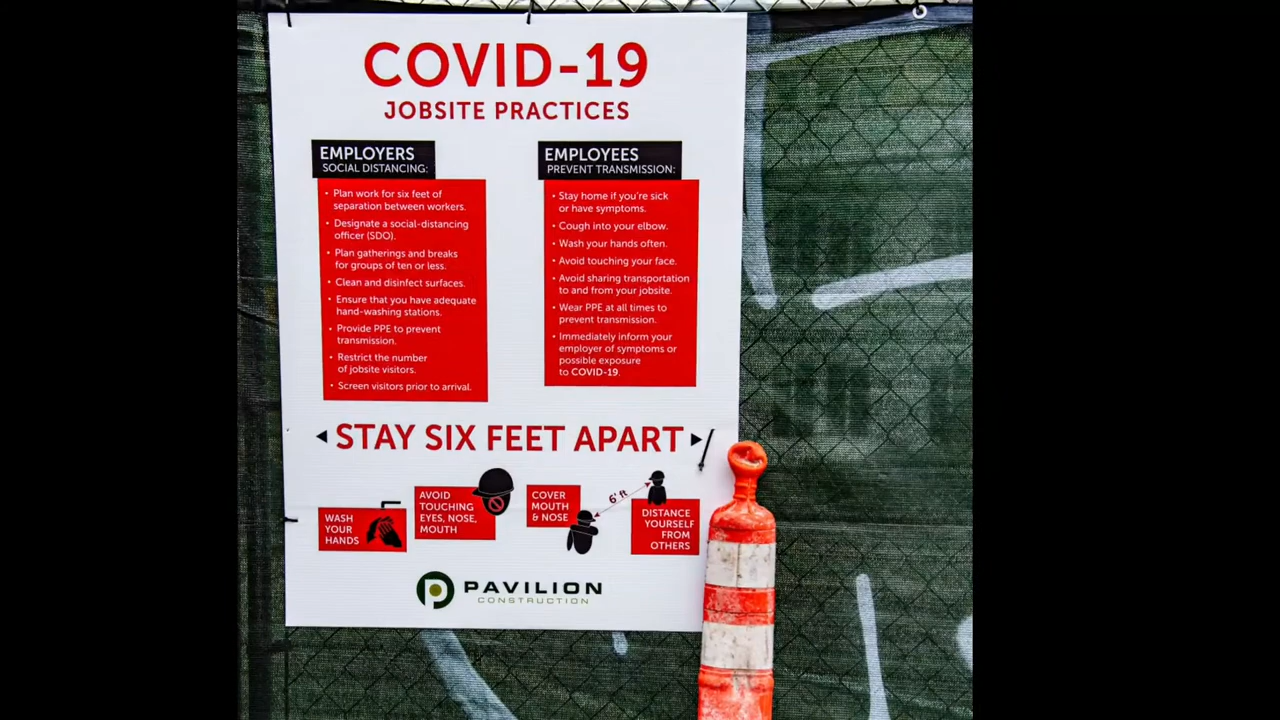 COVID-19
JOBSITE PRACTICES
EMPLOYERS
SOCIAL DISTANCING:
• Plan work for six feet of
separation between workers.
• Designate a social-distancing
officer (SDO).
• Plan gatherings and breaks
for groups of ten or less.
• Clean and disinfect surfaces.
• Ensure that you have adequate
hand-washing stations.
• Provide PPE to prevent
transmission.
• Restrict the number
of jobsite visitors.
• Screen visitors prior to arrival.
EMPLOYEES
PREVENT TRANSMISSION:
• Stay home if you're sick
or have symptoms.
• Cough into your elbow.
• Wash your hands often.
• Avoid touching your face.
• Avoid sharing transportation
to and from your jobsite.
• Wear PPE at all times to
prevent transmission.
• Immediately inform your
employer of symptoms or
possible exposure
to COVID-19.
STAY SIX FEET APART
WASH
YOUR
HANDS
AVOID
TOUCHING
EYES, NOSE,
MOUTH
COVER
MOUTH
& NOSE
6' ft
DISTANCE
YOURSELF
FROM
OTHERS
PAVILION
CONSTRUCTION